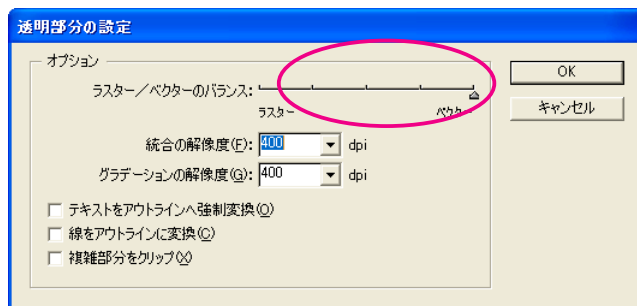 透明部分の設定
オプション
ラスター／ベクターのバランス:
ラスター ベクター
統合の解像度(F): 400 dpi
グラデーションの解像度(G): 400 dpi
テキストをアウトラインへ強制変換(O)
線をアウトラインに変換(C)
複雑部分をクリップ(X)
OK
キャンセル